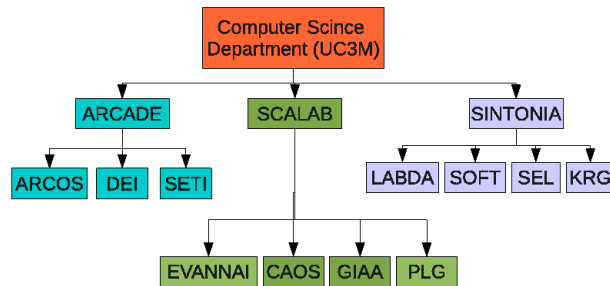 Computer Scince
Department (UC3M)
ARCADE
SCALAB
SINTONIA
ARCOS
DEI
SETI
LABDA
SOFT
SEL
KRG
EVANNAI
CAOS
GIAA
PLG